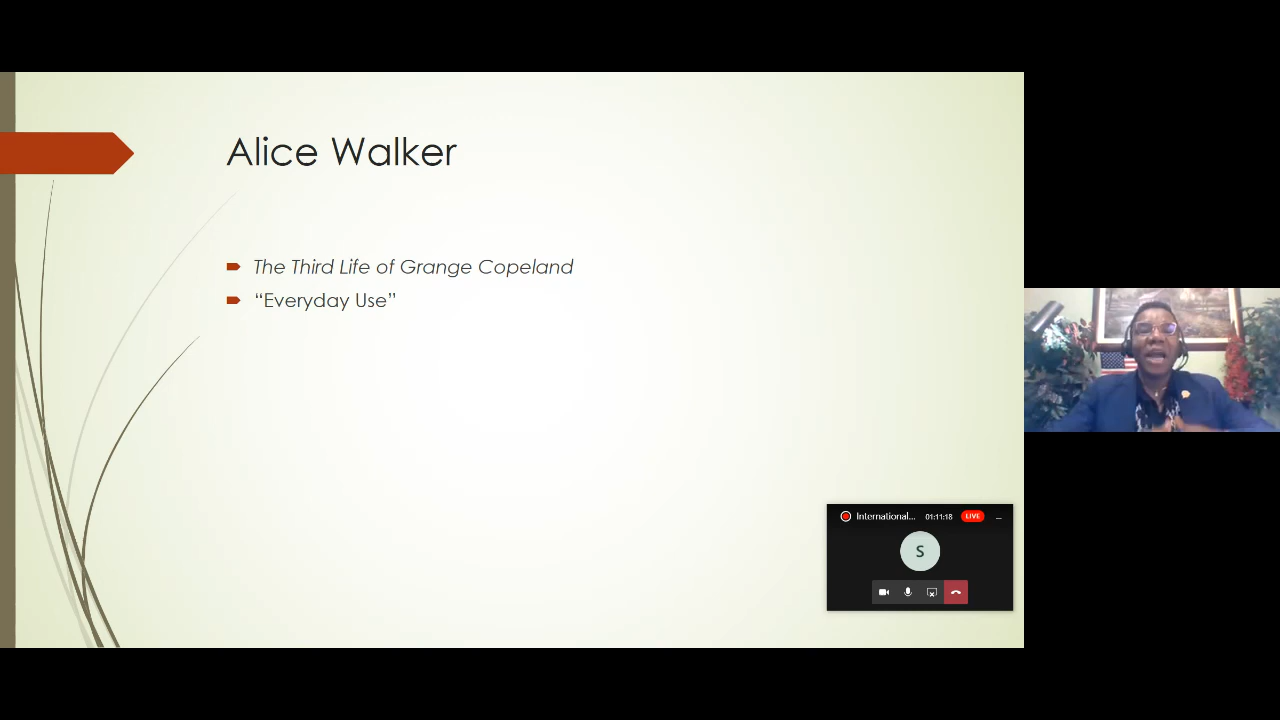 Alice Walker
The Third Life of Grange Copeland
“Everyday Use”
International... 01:11:18 LIVE
S